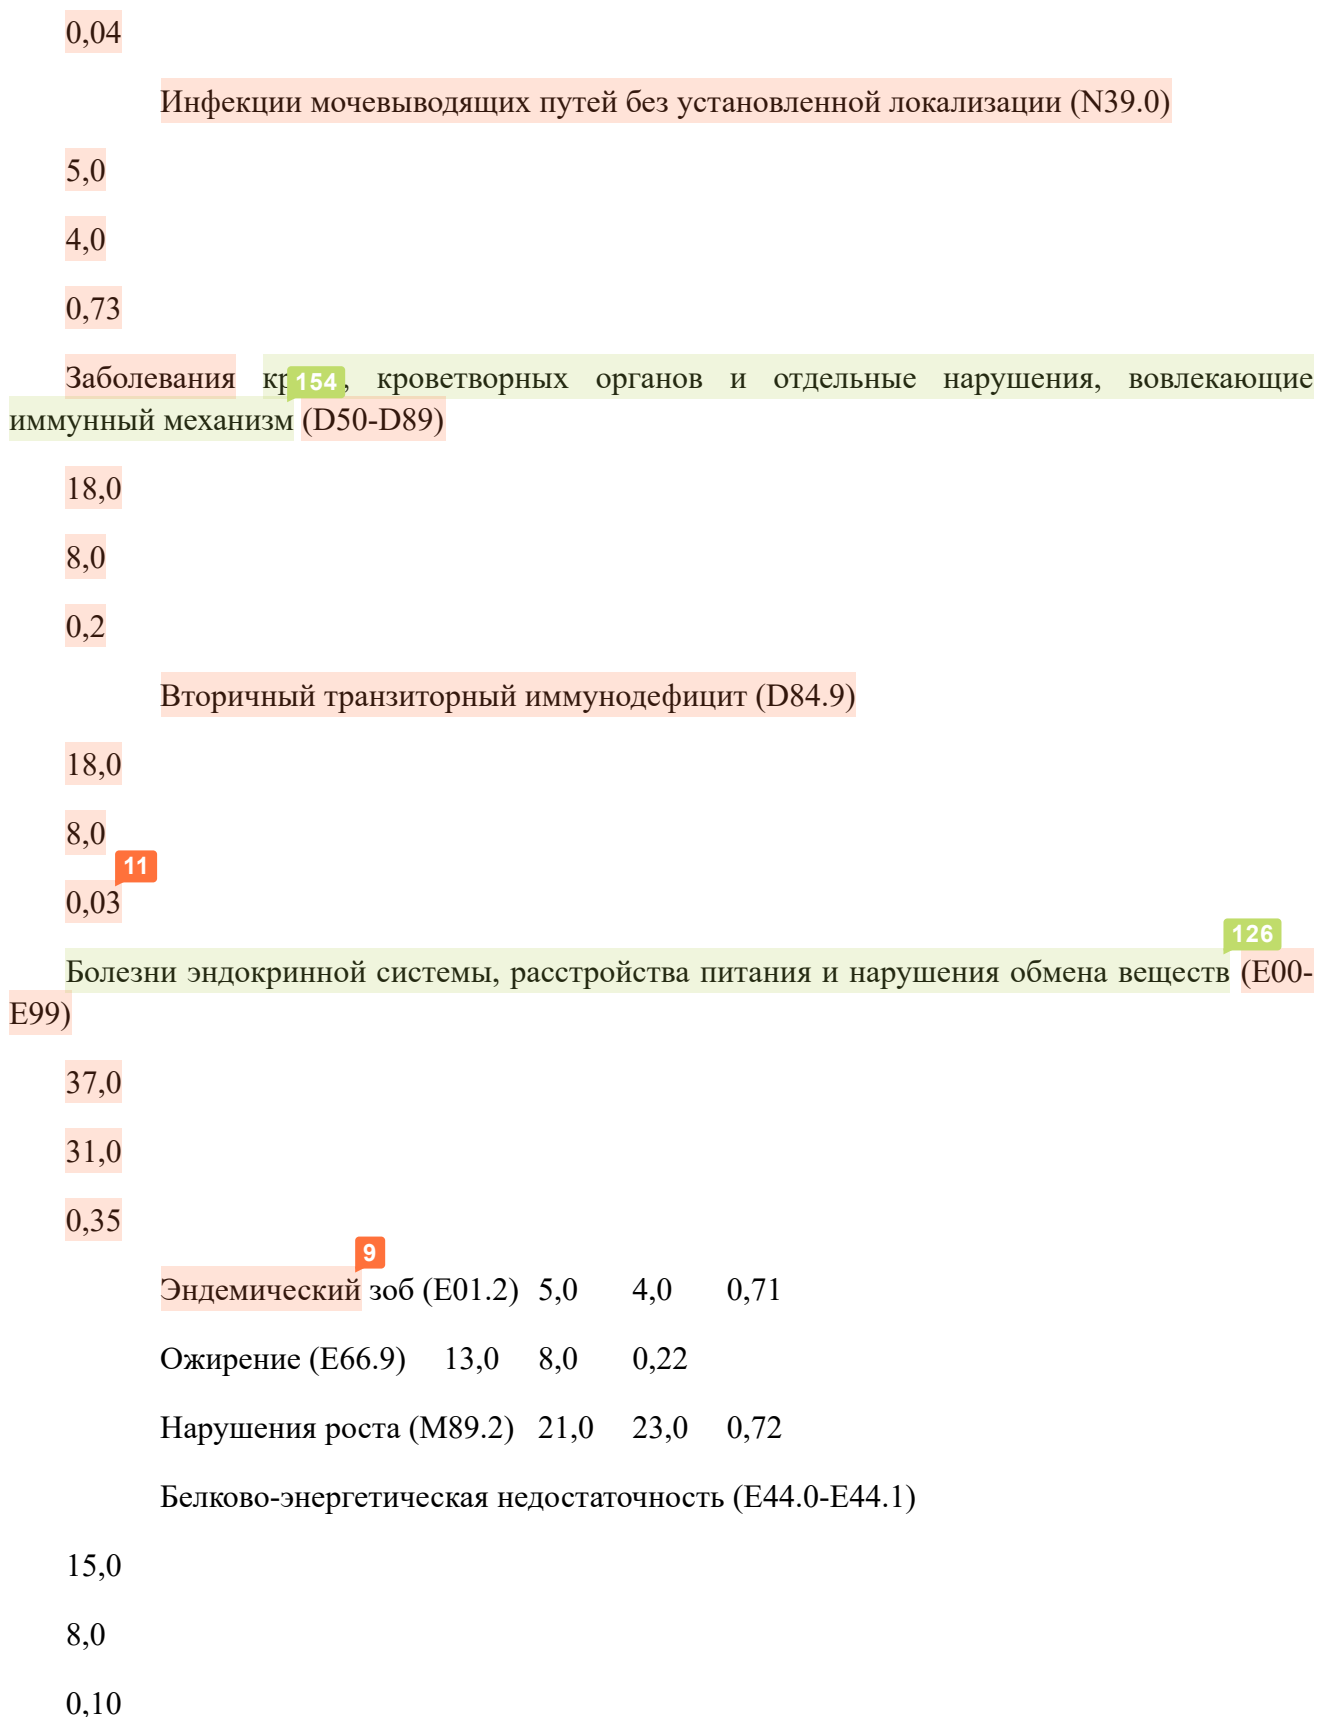 0,04
Инфекции мочевыводящих путей без установленной локализации (N39.0)
5,0
4,0
0,73
Заболевания 154, кроветворных органов и отдельные нарушения, вовлекающие
иммунный механизм (D50-D89)
18,0
8,0
0,2
Вторичный транзиторный иммунодефицит (D84.9)
18,0
8,0
11
0,03
126
Болезни эндокринной системы, расстройства питания и нарушения обмена веществ (E00-
E99)
37,0
31,0
0,35
9
Эндемический зоб (E01.2) 5,0 4,0 0,71
Ожирение (E66.9) 13,0 8,0 0,22
Нарушения роста (M89.2) 21,0 23,0 0,72
Белково-энергетическая недостаточность (E44.0-E44.1)
15,0
8,0
0,10